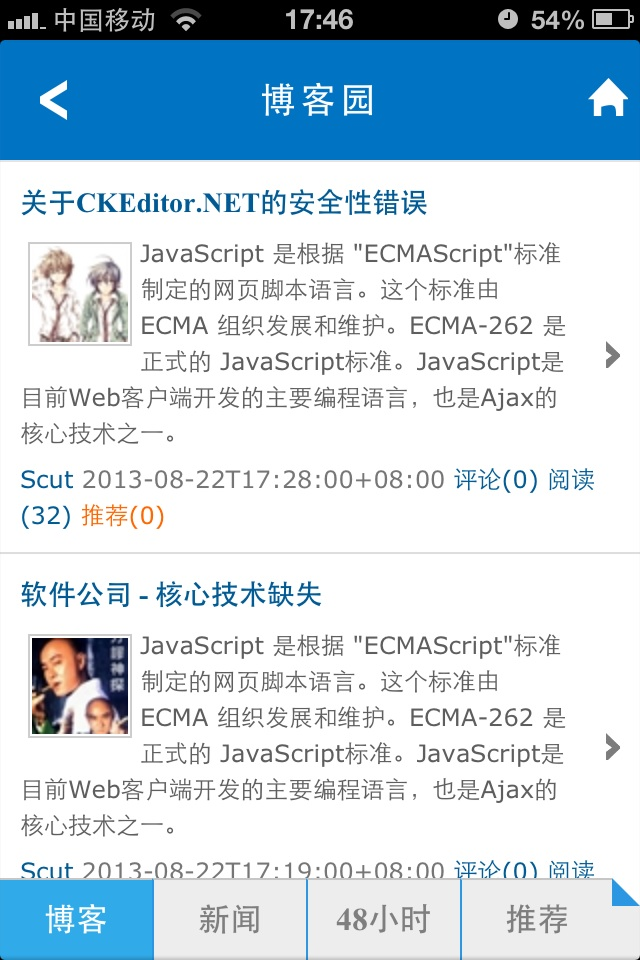 中国移动 17:46 54%
博客园
关于CKEditor.NET的安全性错误
JavaScript 是根据 "ECMAScript"标准
制定的网页脚本语言。这个标准由
ECMA 组织发展和维护。ECMA-262 是
正式的 JavaScript标准。JavaScript是
目前Web客户端开发的主要编程语言，也是Ajax的
核心技术之一。
Scut 2013-08-22T17:28:00+08:00 评论(0) 阅读
(32) 推荐(0)
软件公司 - 核心技术缺失
JavaScript 是根据 "ECMAScript"标准
制定的网页脚本语言。这个标准由
ECMA 组织发展和维护。ECMA-262 是
正式的 JavaScript标准。JavaScript是
目前Web客户端开发的主要编程语言，也是Ajax的
核心技术之一。
Scut 2013-08-22T17:19:00+08:00 评论(0) 阅读
博客 新闻 48小时 推荐